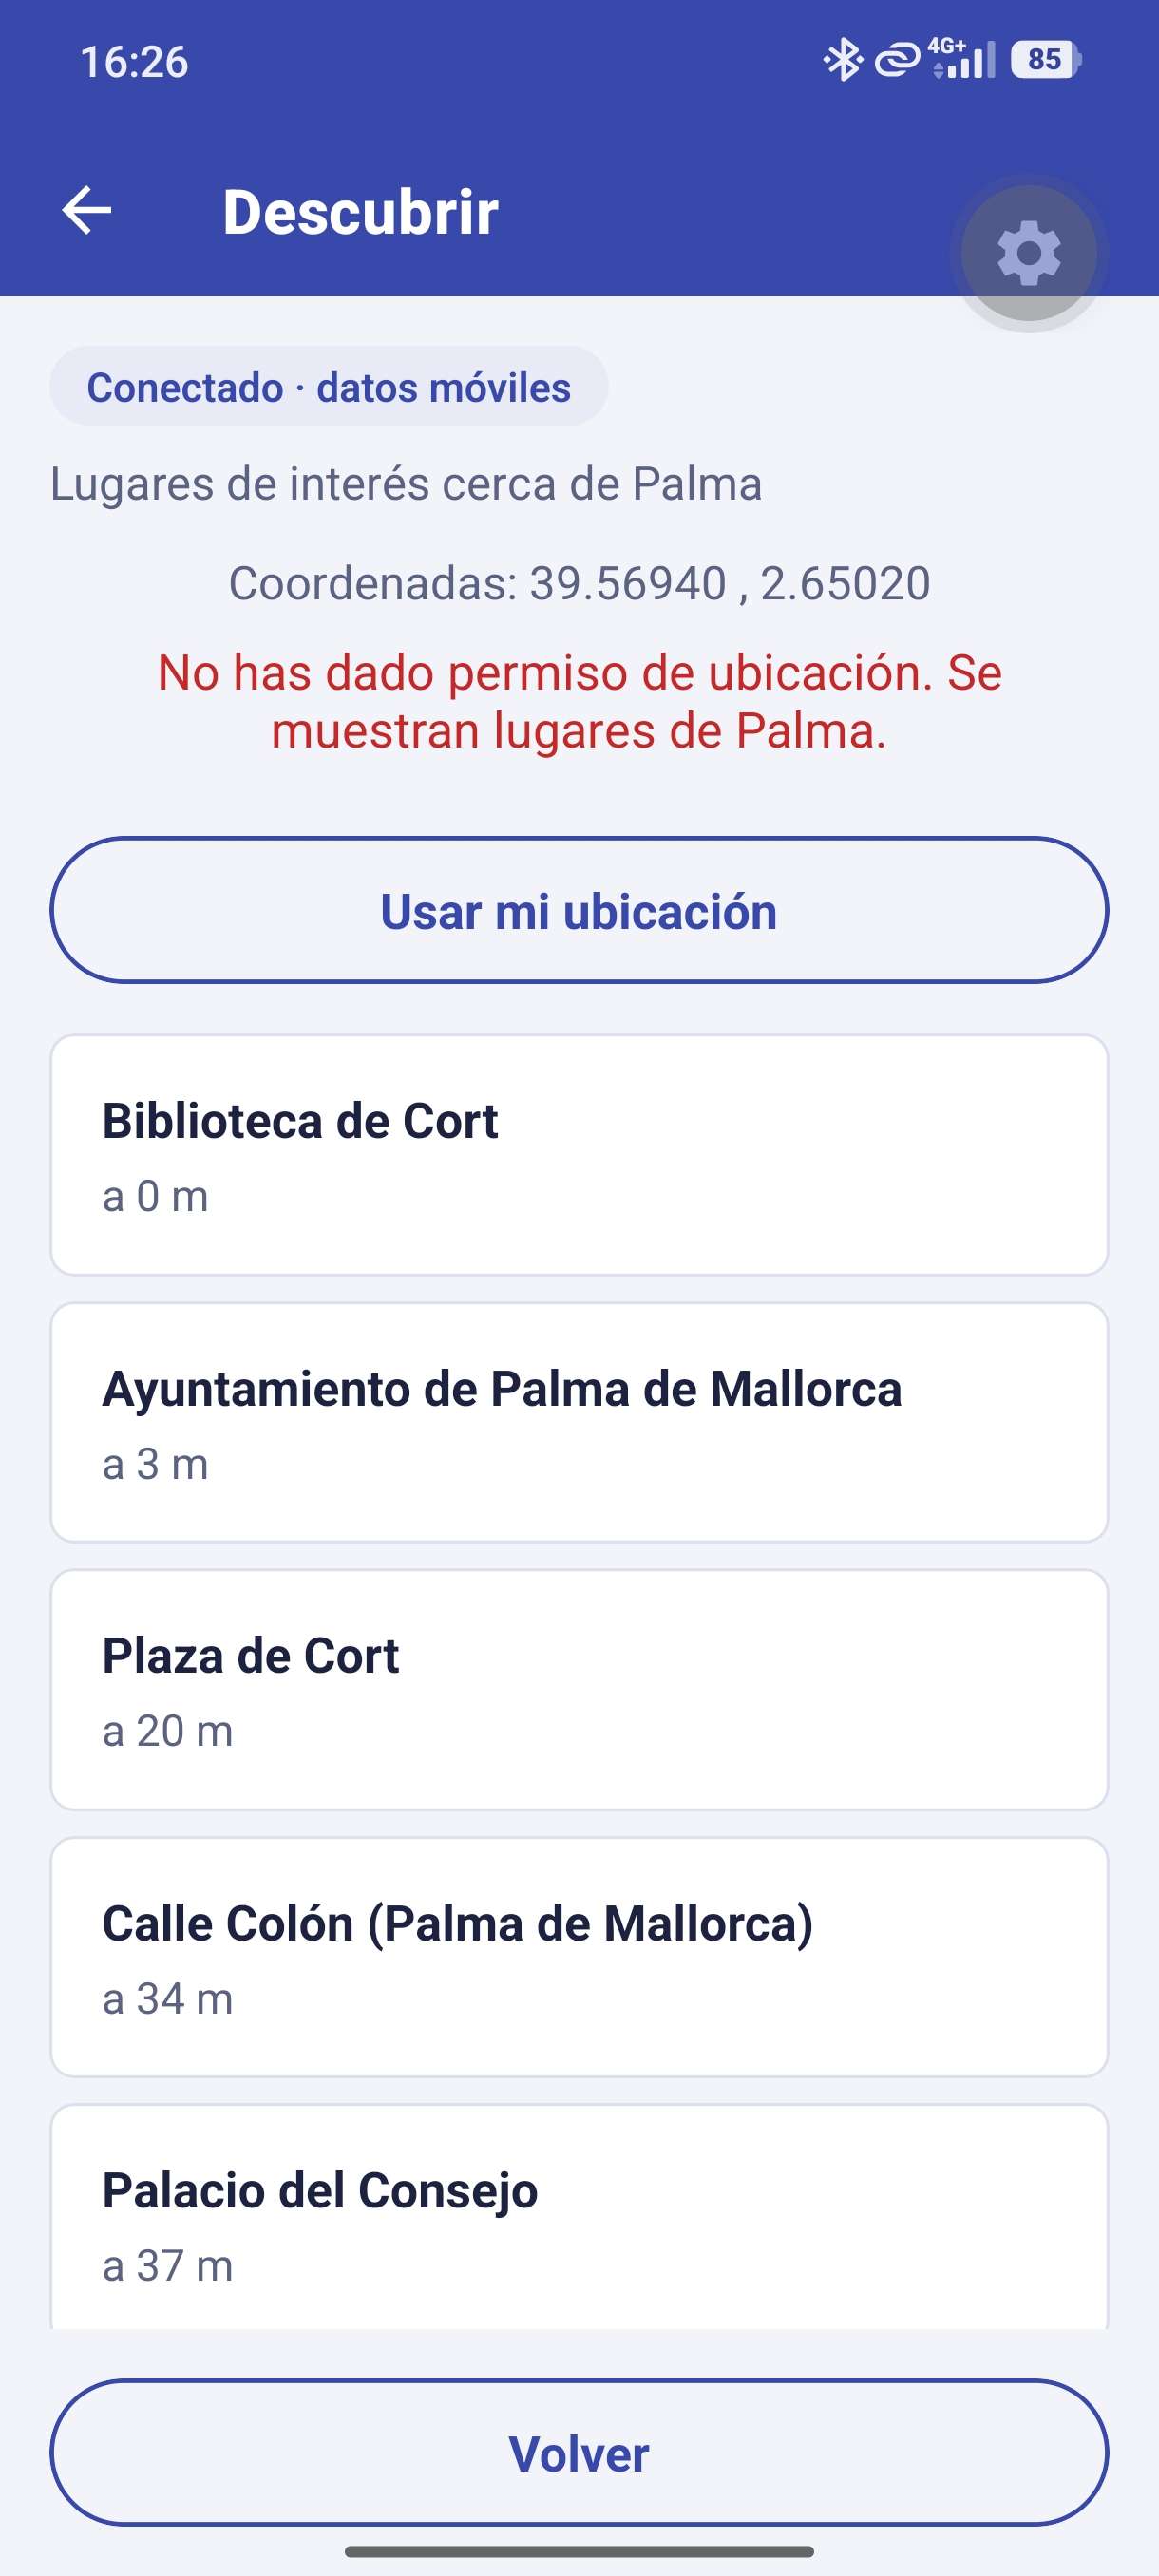 16:26
4G+
85
Descubrir
Conectado · datos móviles
Lugares de interés cerca de Palma
Coordenadas: 39.56940 , 2.65020
No has dado permiso de ubicación. Se
muestran lugares de Palma.
Usar mi ubicación
Biblioteca de Cort
a 0 m
Ayuntamiento de Palma de Mallorca
a 3 m
Plaza de Cort
a 20 m
Calle Colón (Palma de Mallorca)
a 34 m
Palacio del Consejo
a 37 m
Volver